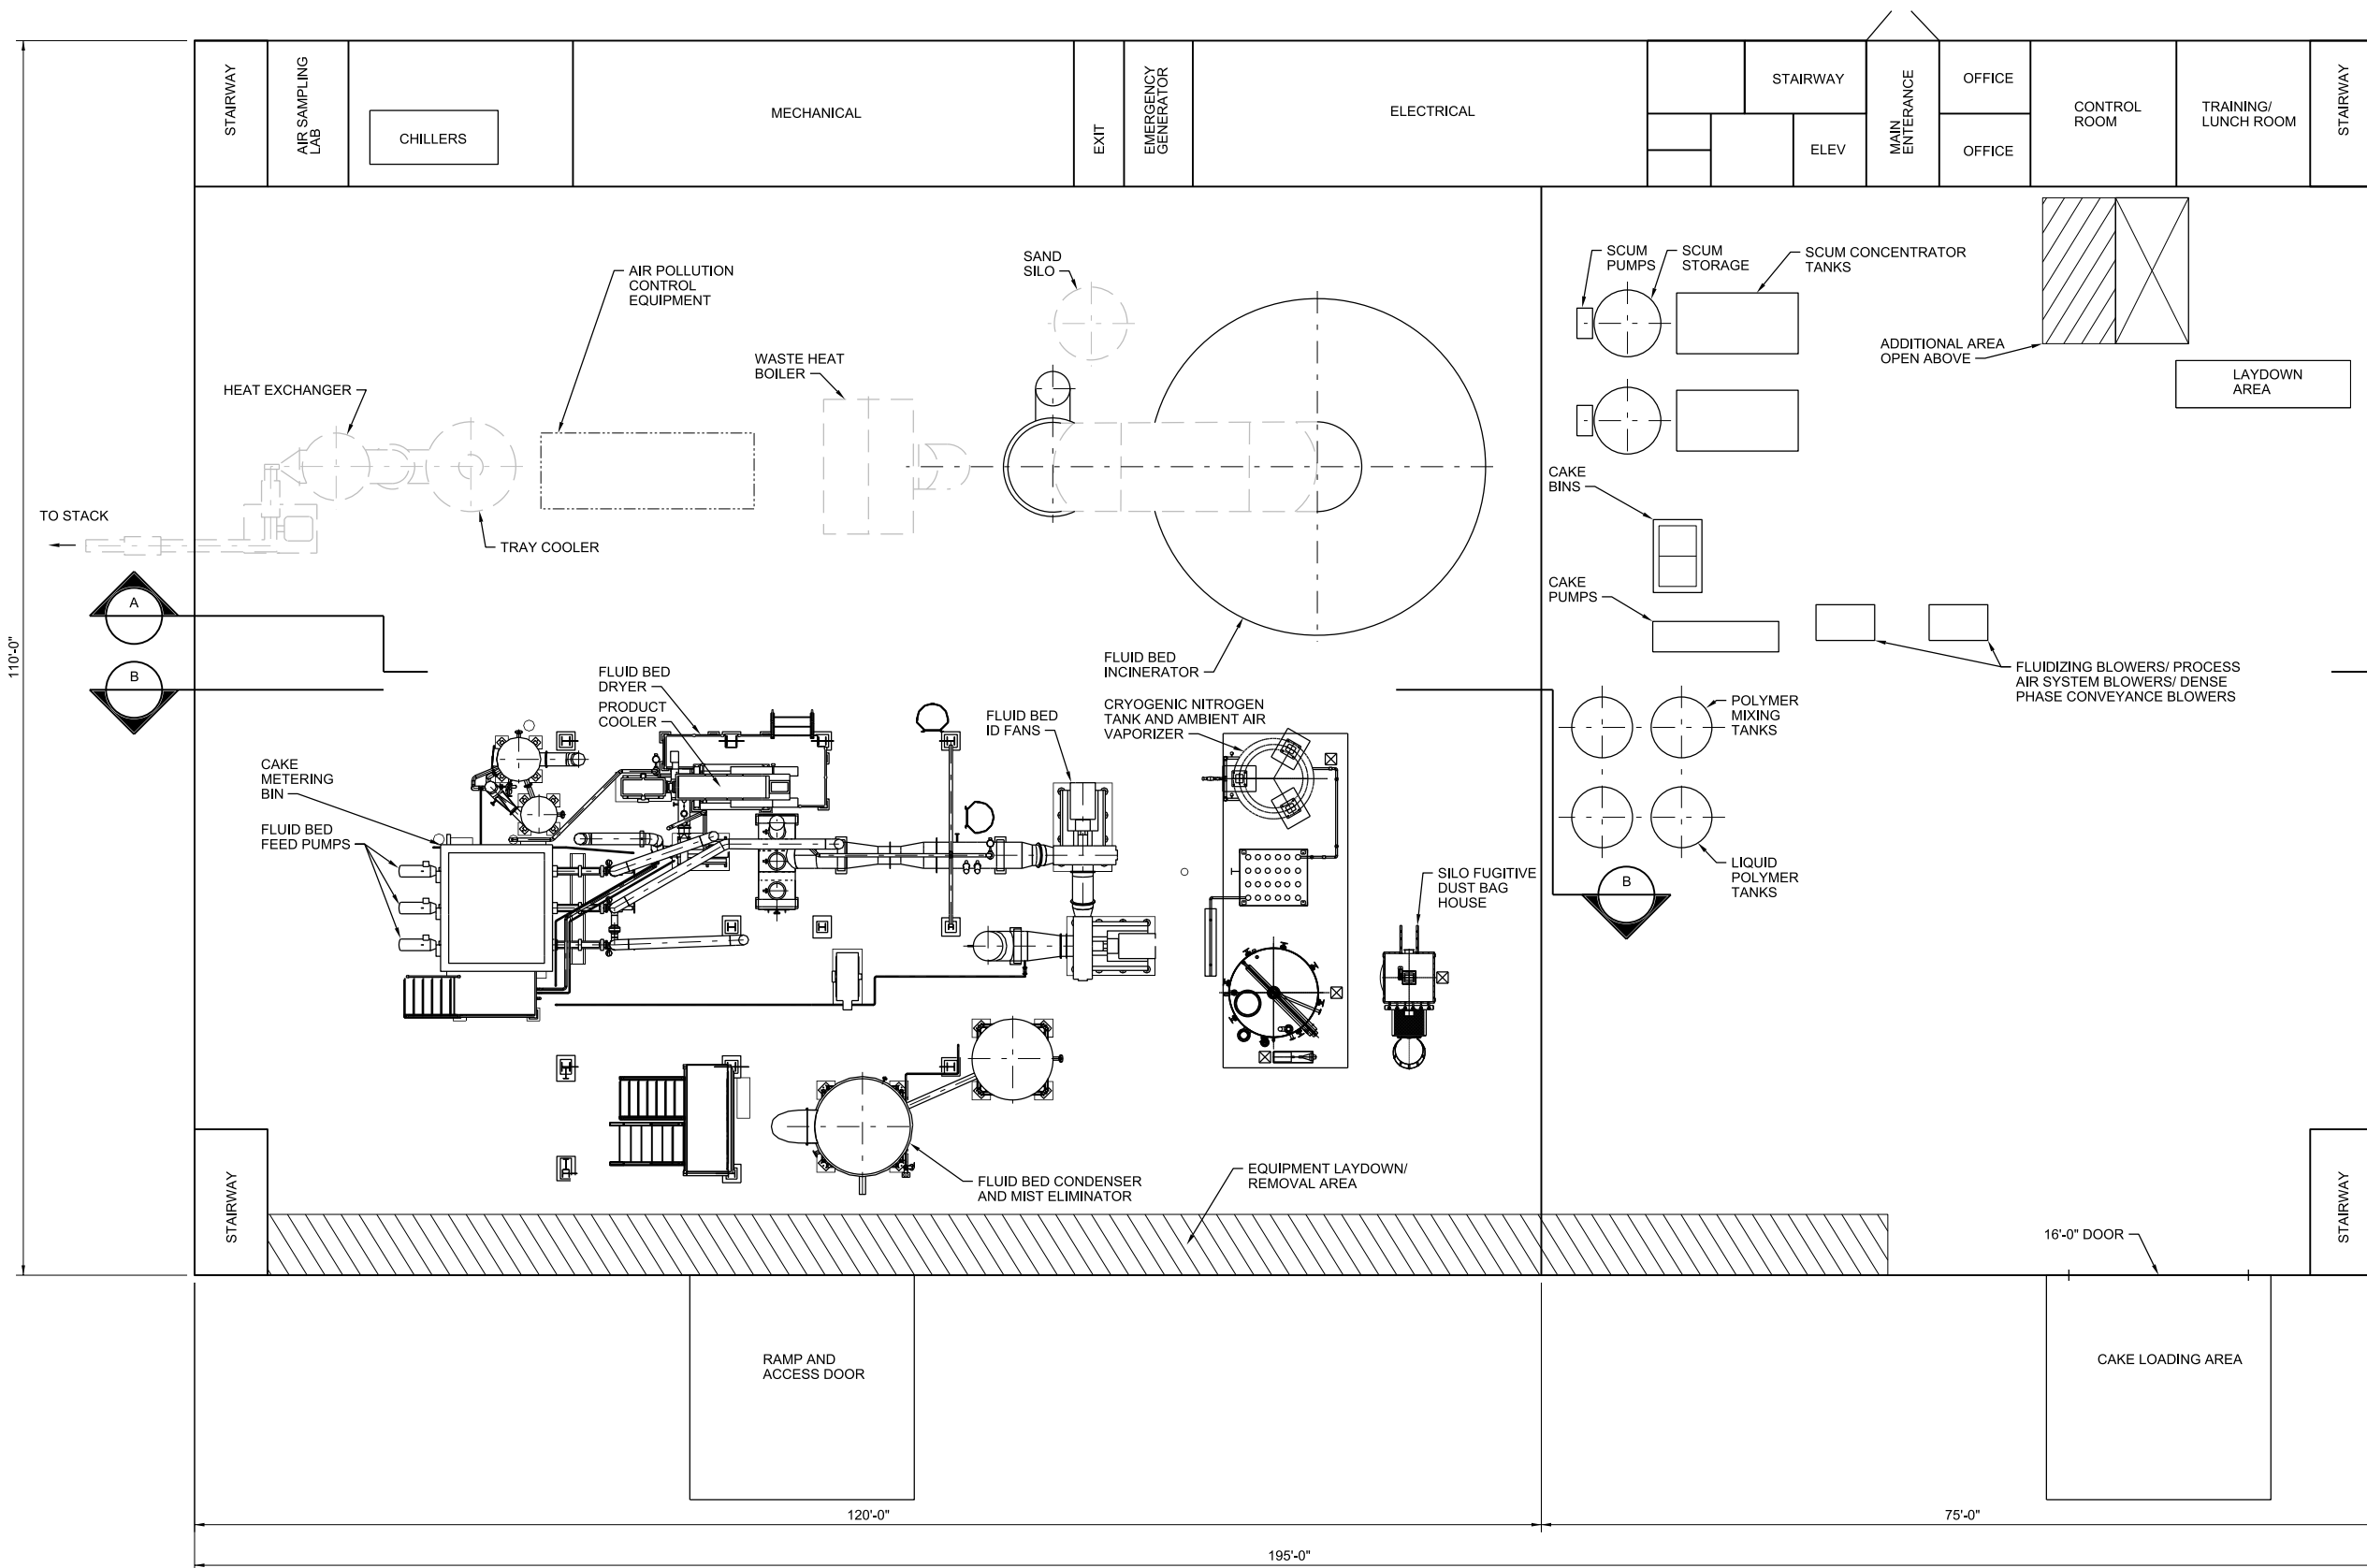 STAIRWAY
AIR SAMPLING
LAB
CHILLERS
MECHANICAL
EXIT
EMERGENCY
GENERATOR
ELECTRICAL
STAIRWAY
ELEV
MAIN
ENTERANCE
OFFICE
OFFICE
CONTROL
ROOM
TRAINING/
LUNCH ROOM
STAIRWAY
AIR POLLUTION
CONTROL
EQUIPMENT
SAND
SILO
SCUM
PUMPS
SCUM
STORAGE
SCUM CONCENTRATOR
TANKS
ADDITIONAL AREA
OPEN ABOVE
LAYDOWN
AREA
WASTE HEAT
BOILER
HEAT EXCHANGER
TO STACK
TRAY COOLER
CAKE
BINS
CAKE
PUMPS
A
B
110'-0"
FLUID BED
DRYER
PRODUCT
COOLER
FLUID BED
INCINERATOR
FLUID BED
ID FANS
CRYOGENIC NITROGEN
TANK AND AMBIENT AIR
VAPORIZER
FLUIDIZING BLOWERS/ PROCESS
AIR SYSTEM BLOWERS/ DENSE
PHASE CONVEYANCE BLOWERS
POLYMER
MIXING
TANKS
CAKE
METERING
BIN
FLUID BED
FEED PUMPS
SILO FUGITIVE
DUST BAG
HOUSE
B
LIQUID
POLYMER
TANKS
FLUID BED CONDENSER
AND MIST ELIMINATOR
EQUIPMENT LAYDOWN/
REMOVAL AREA
STAIRWAY
16'-0" DOOR
STAIRWAY
RAMP AND
ACCESS DOOR
CAKE LOADING AREA
120'-0"
75'-0"
195'-0"